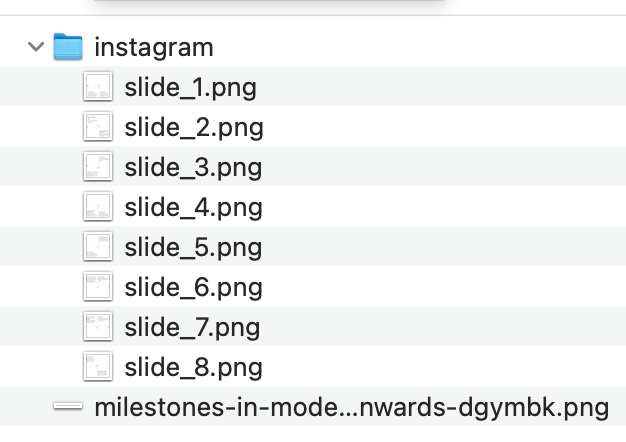 instagram
slide_1.png
slide_2.png
slide_3.png
slide_4.png
slide_5.png
slide_6.png
slide_7.png
slide_8.png
milestones-in-mode...nwards-dgymbk.png